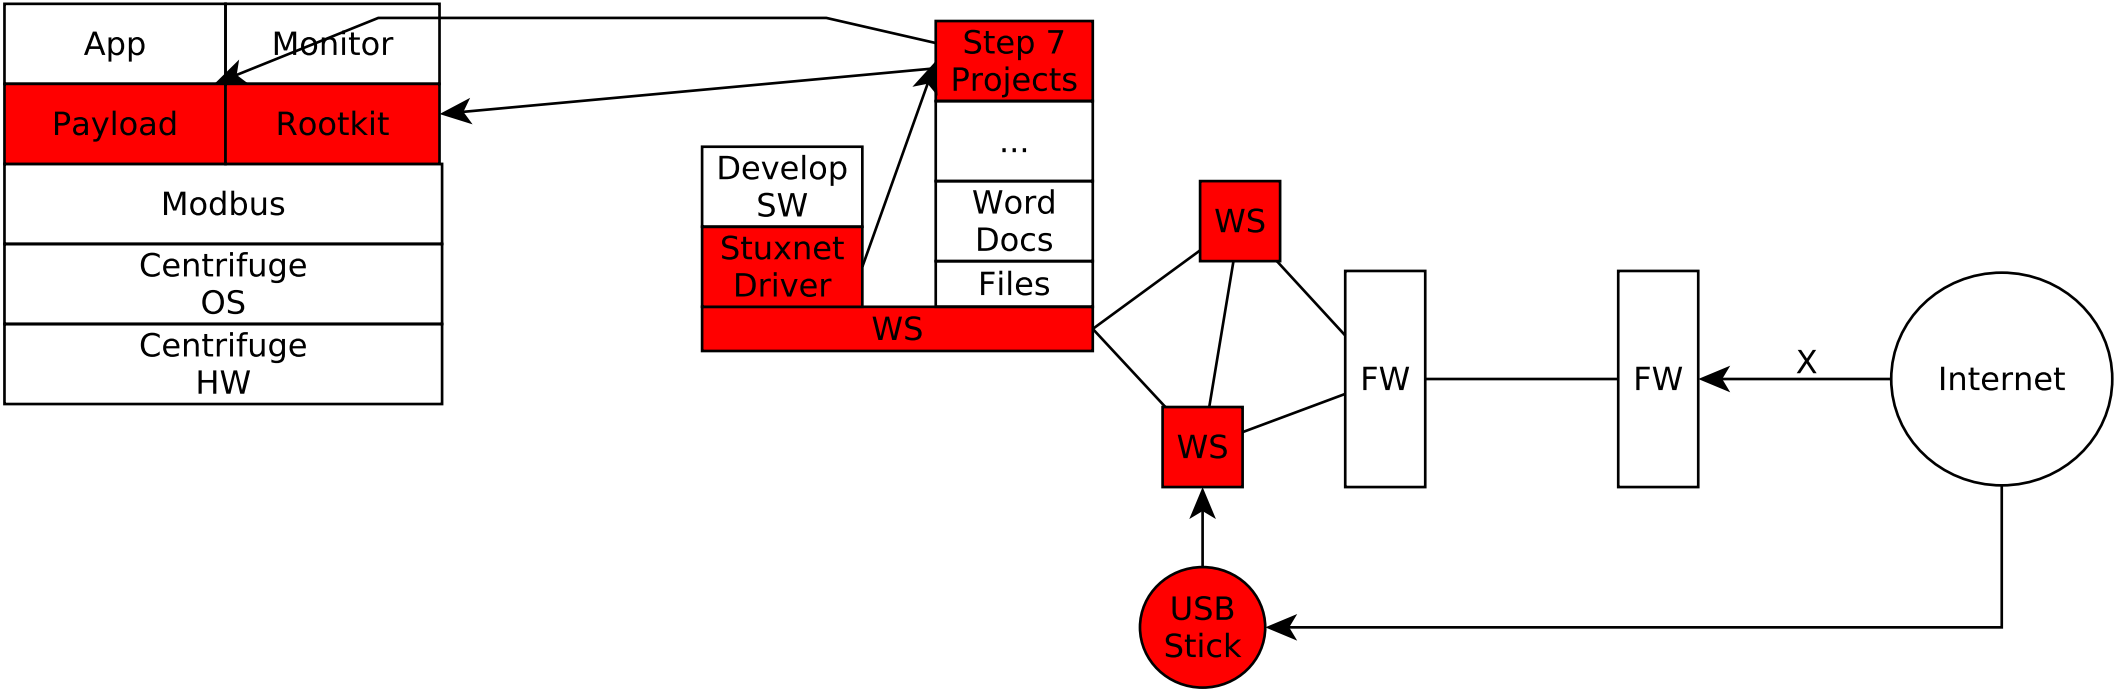 App
Monitor
Payload
Rootkit
Modbus
Centrifuge
OS
Centrifuge
HW
Develop
SW
Stuxnet
Driver
Step 7
Projects
...
Word
Docs
Files
WS
WS
WS
FW
FW
X
Internet
USB
Stick